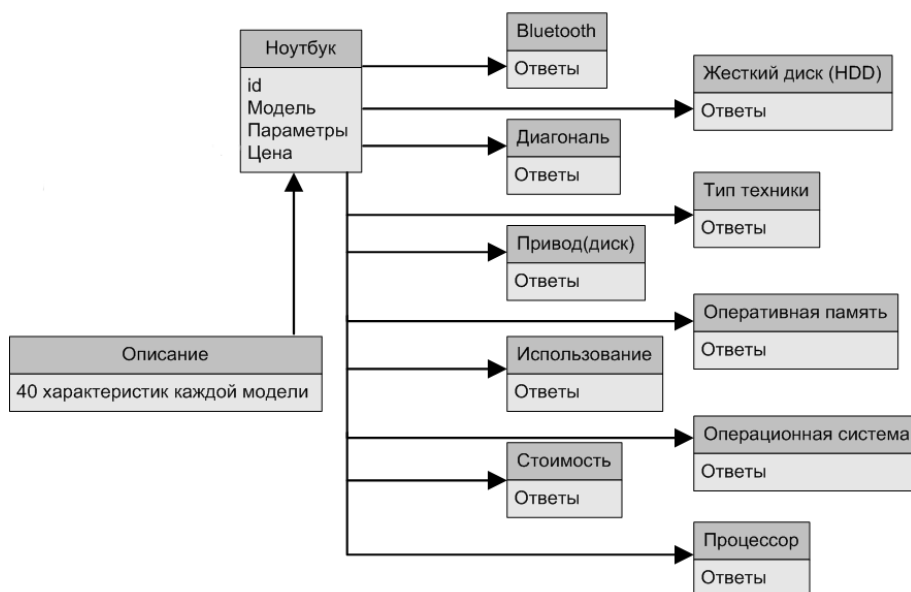 Ноутбук
id
Модель
Параметры
Цена
Bluetooth
Ответы
Жесткий диск (HDD)
Ответы
Диагональ
Ответы
Тип техники
Ответы
Привод(диск)
Ответы
Оперативная память
Ответы
Описание
40 характеристик каждой модели
Использование
Ответы
Операционная система
Ответы
Стоимость
Ответы
Процессор
Ответы